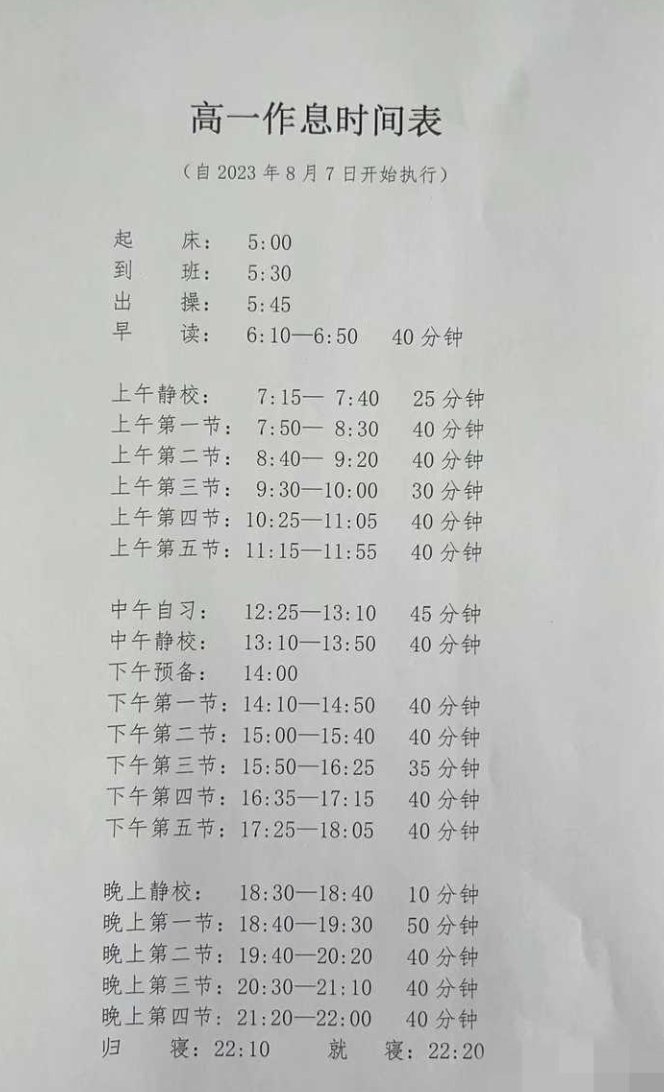 高一作息时间表
（自 2023 年 8 月 7 日开始执行）
起 床： 5:00
到 班： 5:30
出 操： 5:45
早 读： 6:10—6:50 40 分钟
上午静校： 7:15— 7:40 25 分钟
上午第一节： 7:50— 8:30 40 分钟
上午第二节： 8:40— 9:20 40 分钟
上午第三节： 9:30—10:00 30 分钟
上午第四节：10:25—11:05 40 分钟
上午第五节：11:15—11:55 40 分钟
中午自习： 12:25—13:10 45 分钟
中午静校： 13:10—13:50 40 分钟
下午预备： 14:00
下午第一节：14:10—14:50 40 分钟
下午第二节：15:00—15:40 40 分钟
下午第三节：15:50—16:25 35 分钟
下午第四节：16:35—17:15 40 分钟
下午第五节：17:25—18:05 40 分钟
晚上静校： 18:30—18:40 10 分钟
晚上第一节：18:40—19:30 50 分钟
晚上第二节：19:40—20:20 40 分钟
晚上第三节：20:30—21:10 40 分钟
晚上第四节：21:20—22:00 40 分钟
归 寝：22:10 就 寝：22:20